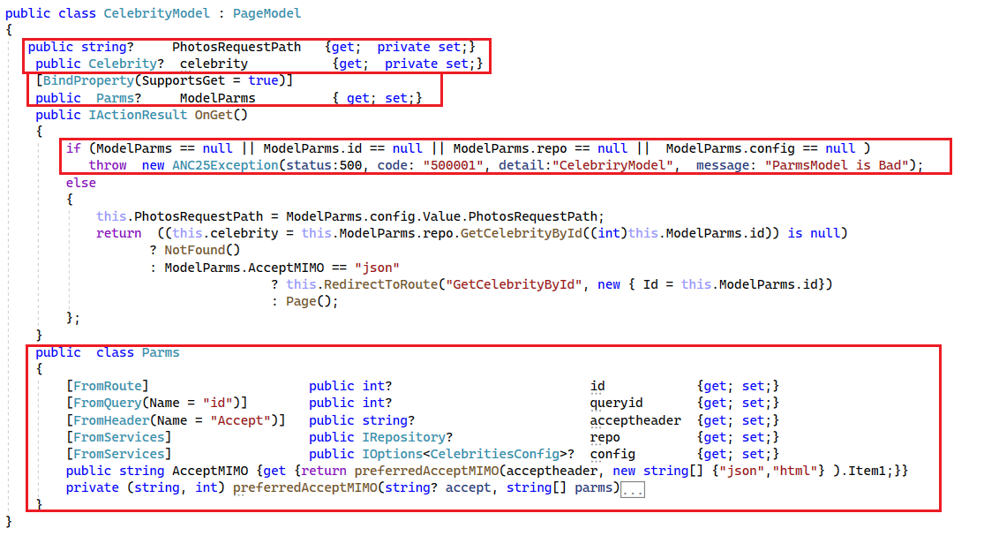 public class CelebrityModel : PageModel
{
public string? PhotosRequestPath {get; private set;}
public Celebrity? celebrity {get; private set;}
[BindProperty(SupportsGet = true)]
public Parms? ModelParms { get; set;}
public IActionResult OnGet()
{
if (ModelParms == null || ModelParms.id == null || ModelParms.repo == null || ModelParms.config == null )
throw new ANC25Exception(status:500, code: "500001", detail:"CelebriryModel", message: "ParmsModel is Bad");
else
{
this.PhotosRequestPath = ModelParms.config.Value.PhotosRequestPath;
return ((this.celebrity = this.ModelParms.repo.GetCelebrityById((int)this.ModelParms.id)) is null)
? NotFound()
: ModelParms.AcceptMIMO == "json"
? this.RedirectToRoute("GetCelebrityById", new { Id = this.ModelParms.id})
: Page();
};
}
public class Parms
{
[FromRoute] public int? id {get; set;}
[FromQuery(Name = "id")] public int? queryid {get; set;}
[FromHeader(Name = "Accept")] public string? acceptheader {get; set;}
[FromServices] public IRepository? repo {get; set;}
[FromServices] public IOptions<CelebritiesConfig>? config {get; set;}
public string AcceptMIMO {get {return preferredAcceptMIMO(acceptheader, new string[] {"json","html"} ).Item1;}}
private (string, int) preferredAcceptMIMO(string? accept, string[] parms)...
}
}